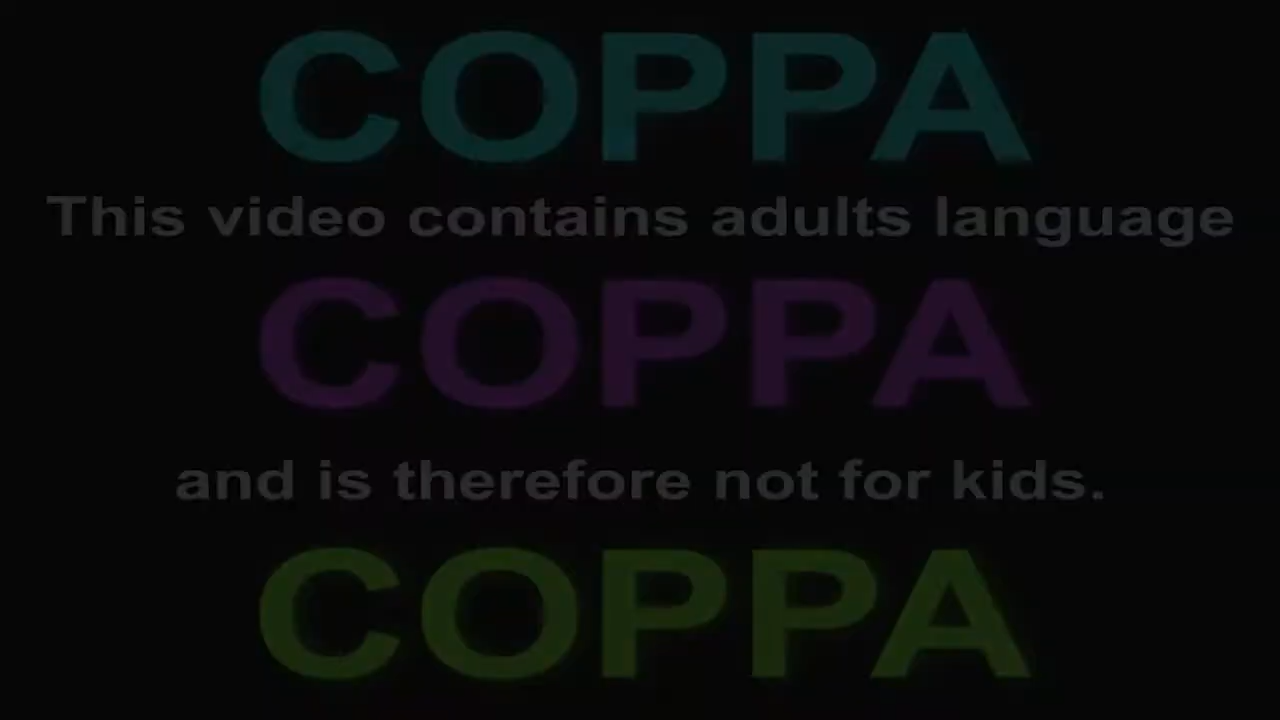 COPPA
This video contains adults language
COPPA
and is therefore not for kids.
COPPA